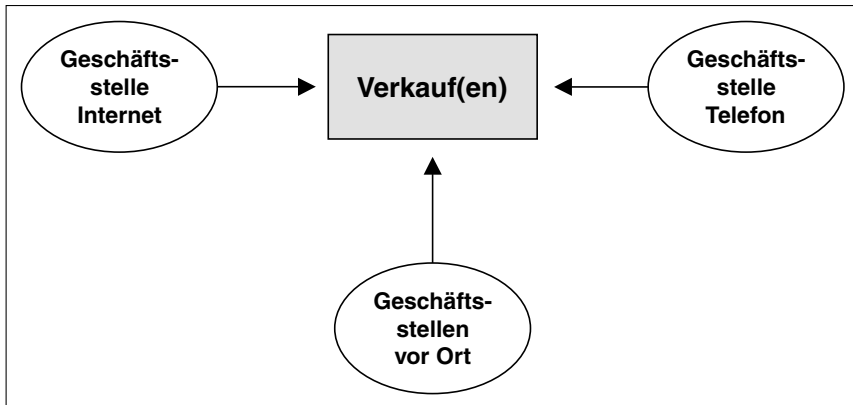 Geschäfts-
stelle
Internet
Verkauf(en)
Geschäfts-
stelle
Telefon
Geschäfts-
stellen
vor Ort